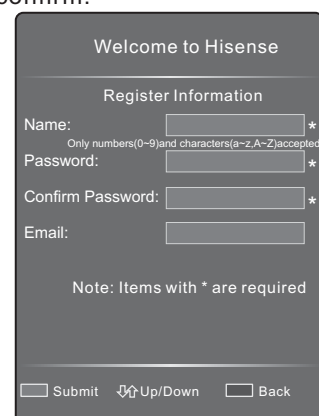 confirm.
Welcome to Hisense
Register Information
Name: *
Only numbers(0~9)and characters(a~z,A~Z)accepted
Password: *
Confirm Password: *
Email:
Note: Items with * are required
Submit Up/Down Back